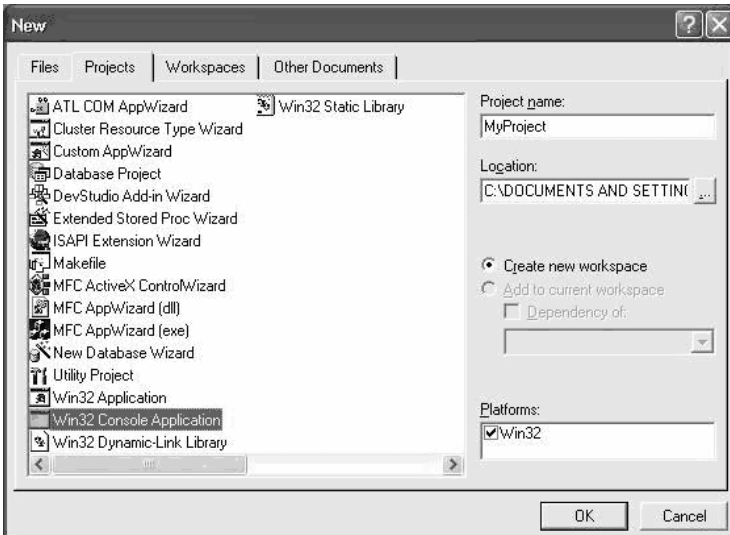 New
Files Projects Workspaces Other Documents
ATL COM AppWizard
Cluster Resource Type Wizard
Custom AppWizard
Database Project
DevStudio Add-in Wizard
Extended Stored Proc Wizard
ISAPI Extension Wizard
Makefile
MFC ActiveX ControlWizard
MFC AppWizard (dll)
MFC AppWizard (exe)
New Database Wizard
Utility Project
Win32 Application
Win32 Console Application
Win32 Dynamic-Link Library
Win32 Static Library
Project name:
MyProject
Location:
C:\DOCUMENTS AND SETTING
...
Create new workspace
Add to current workspace
Dependency of:
Platforms:
Win32
OK Cancel